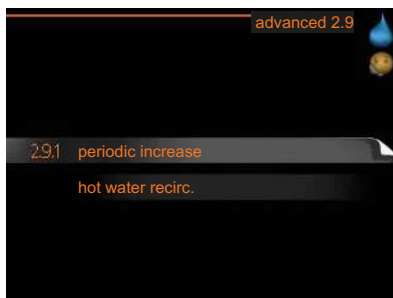 advanced 2.9
2.9.1 periodic increase
hot water recirc.